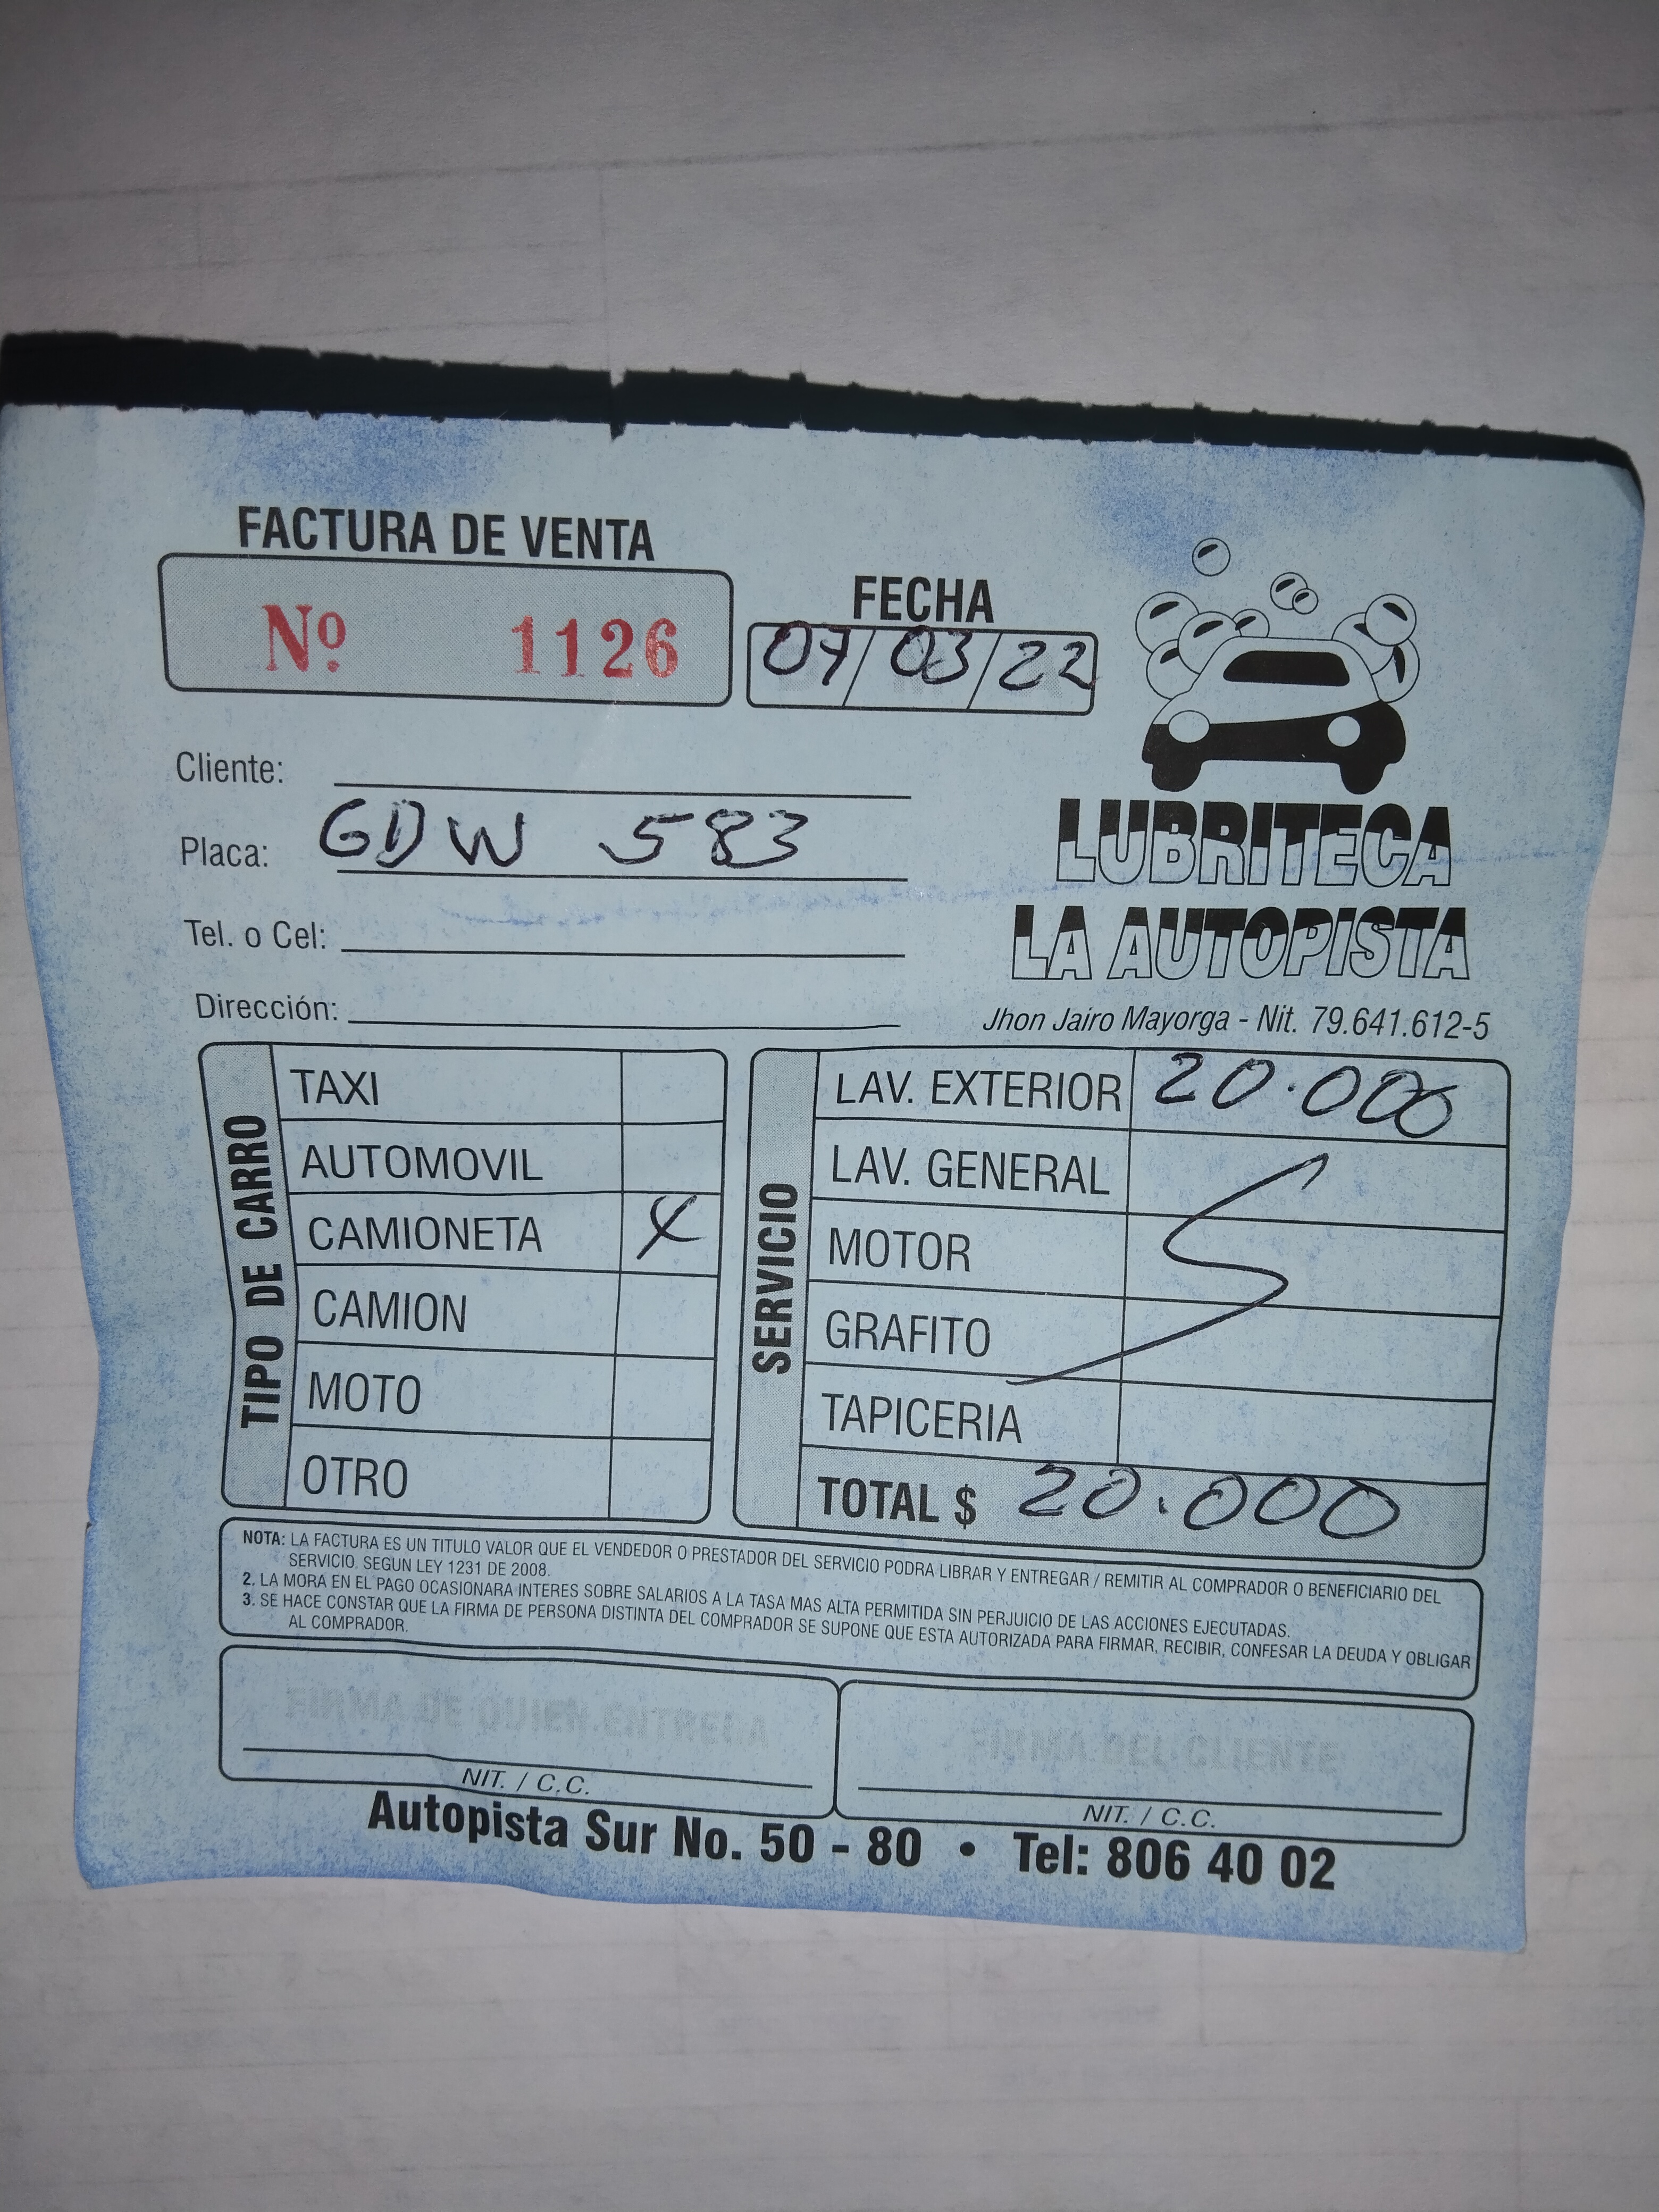 FACTURA DE VENTA
Nº 1126
FECHA
07/03/22
Cliente:
Placa: GDW 583
Tel. o Cel:
Dirección:
LUBRITECA
LA AUTOPISTA
Jhon Jairo Mayorga - Nit. 79.641.612-5
TIPO DE CARRO
TAXI
AUTOMOVIL
CAMIONETA X
CAMION
MOTO
OTRO
SERVICIO
LAV. EXTERIOR 20.000
LAV. GENERAL
MOTOR
GRAFITO
TAPICERIA
TOTAL $ 20.000
NOTA: LA FACTURA ES UN TITULO VALOR QUE EL VENDEDOR O PRESTADOR DEL SERVICIO PODRA LIBRAR Y ENTREGAR / REMITIR AL COMPRADOR O BENEFICIARIO DEL
SERVICIO. SEGUN LEY 1231 DE 2008.
2. LA MORA EN EL PAGO OCASIONARA INTERES SOBRE SALARIOS A LA TASA MAS ALTA PERMITIDA SIN PERJUICIO DE LAS ACCIONES EJECUTADAS.
3. SE HACE CONSTAR QUE LA FIRMA DE PERSONA DISTINTA DEL COMPRADOR SE SUPONE QUE ESTA AUTORIZADA PARA FIRMAR, RECIBIR, CONFESAR LA DEUDA Y OBLIGAR
AL COMPRADOR.
FIRMA DE QUIEN ENTREGA
NIT. / C.C.
FIRMA DEL CLIENTE
NIT. / C.C.
Autopista Sur No. 50 - 80 • Tel: 806 40 02